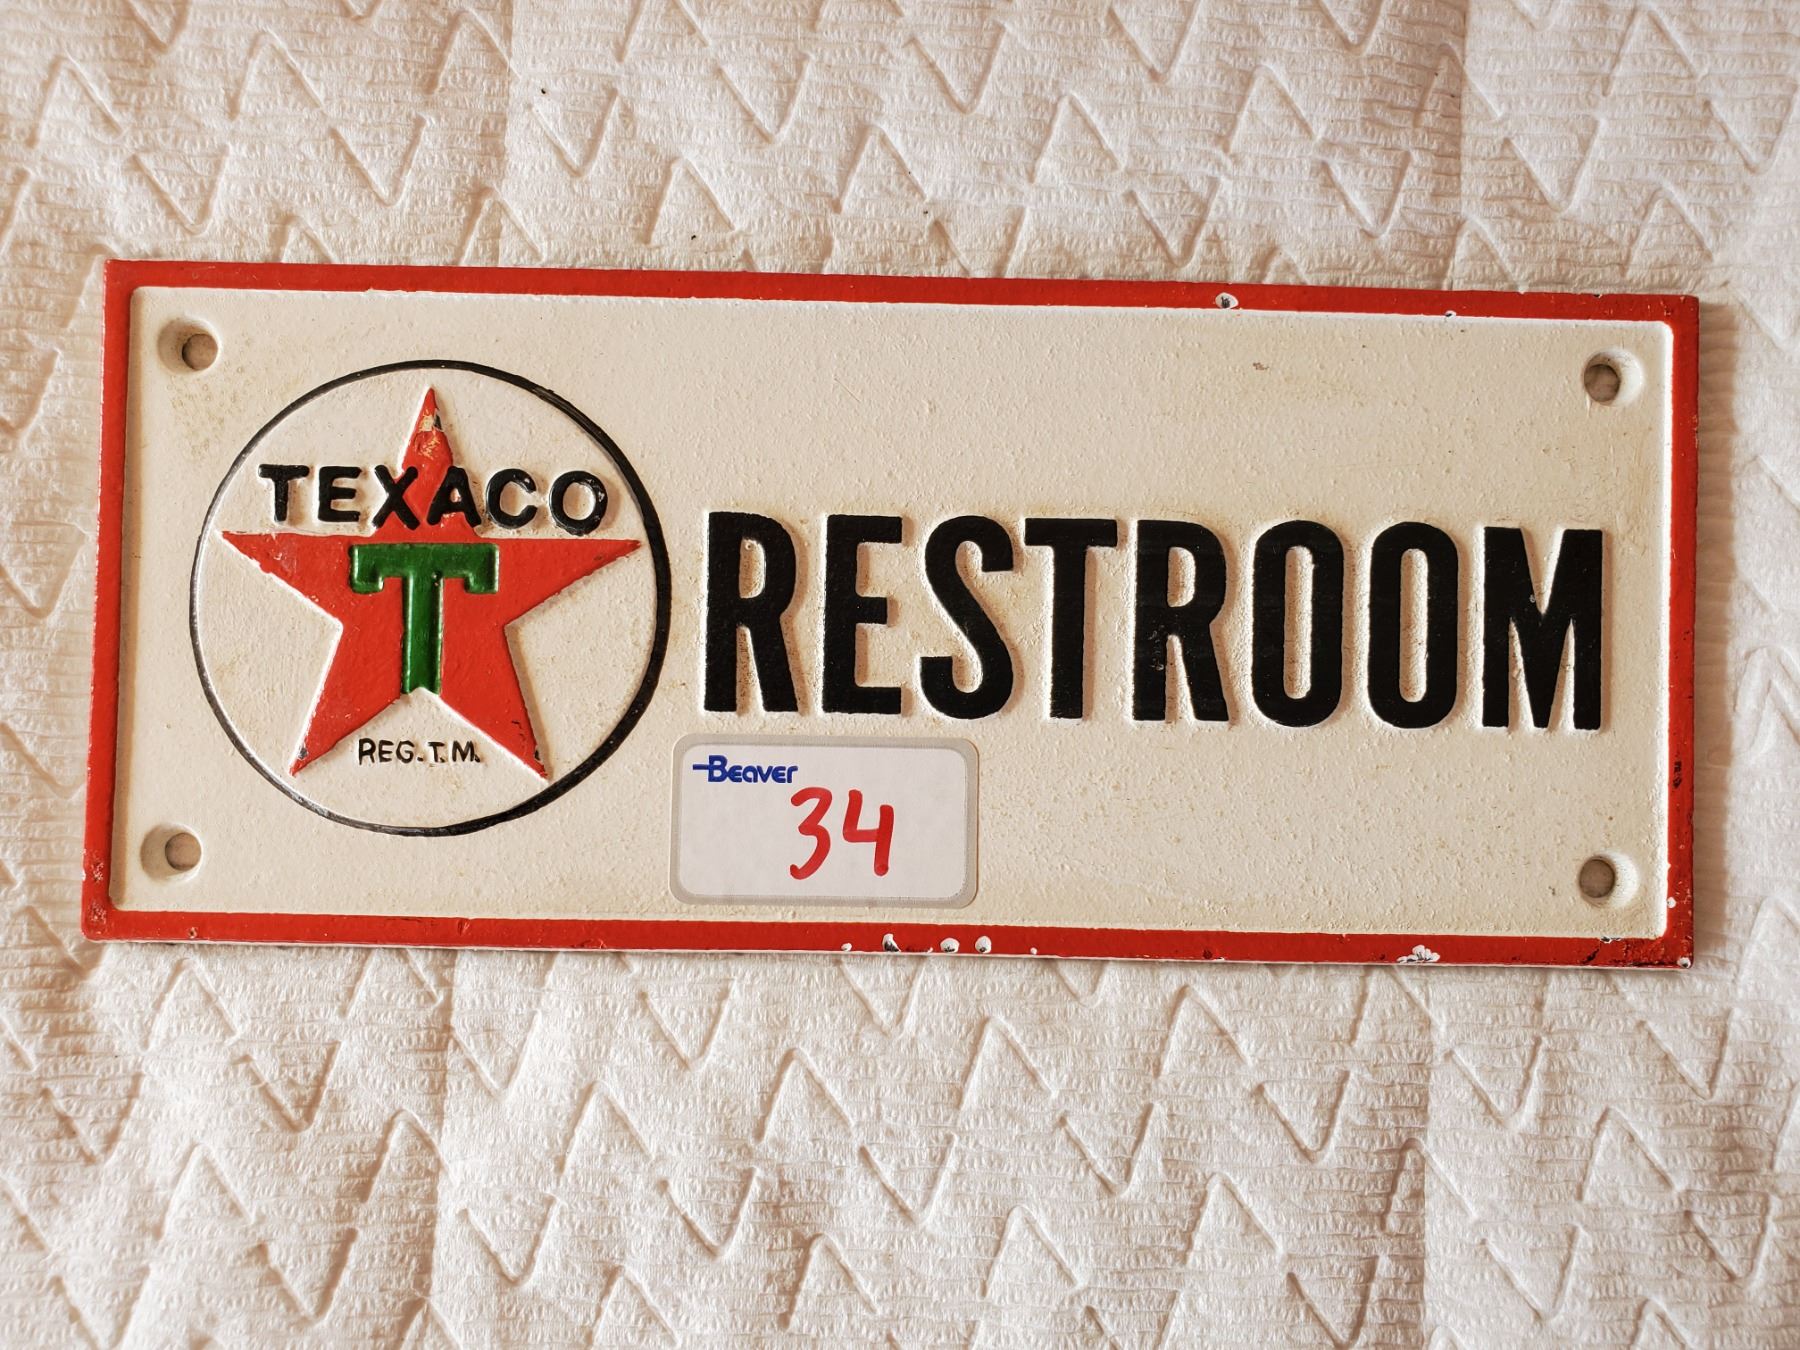 TEXACO
T
REG.T.M.
RESTROOM
Beaver
34